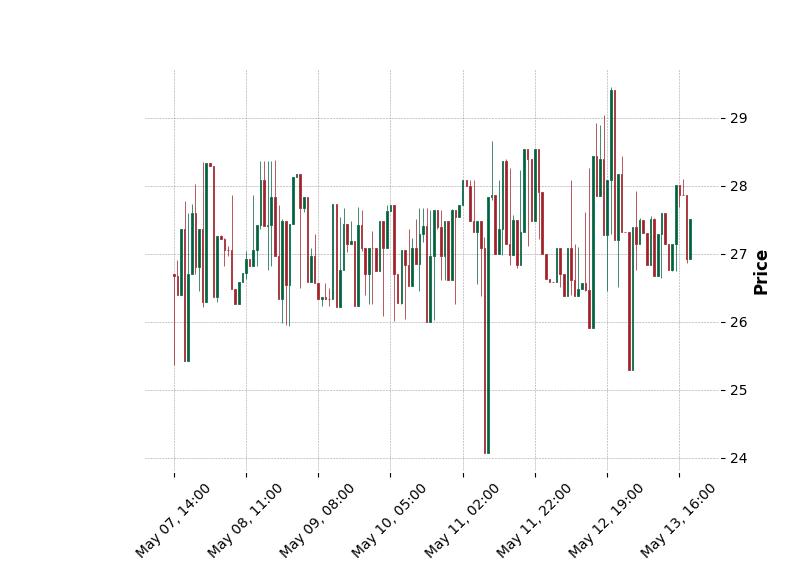 29
28
27
26
25
24
Price
May 07, 14:00
May 08, 11:00
May 09, 08:00
May 10, 05:00
May 11, 02:00
May 11, 22:00
May 12, 19:00
May 13, 16:00